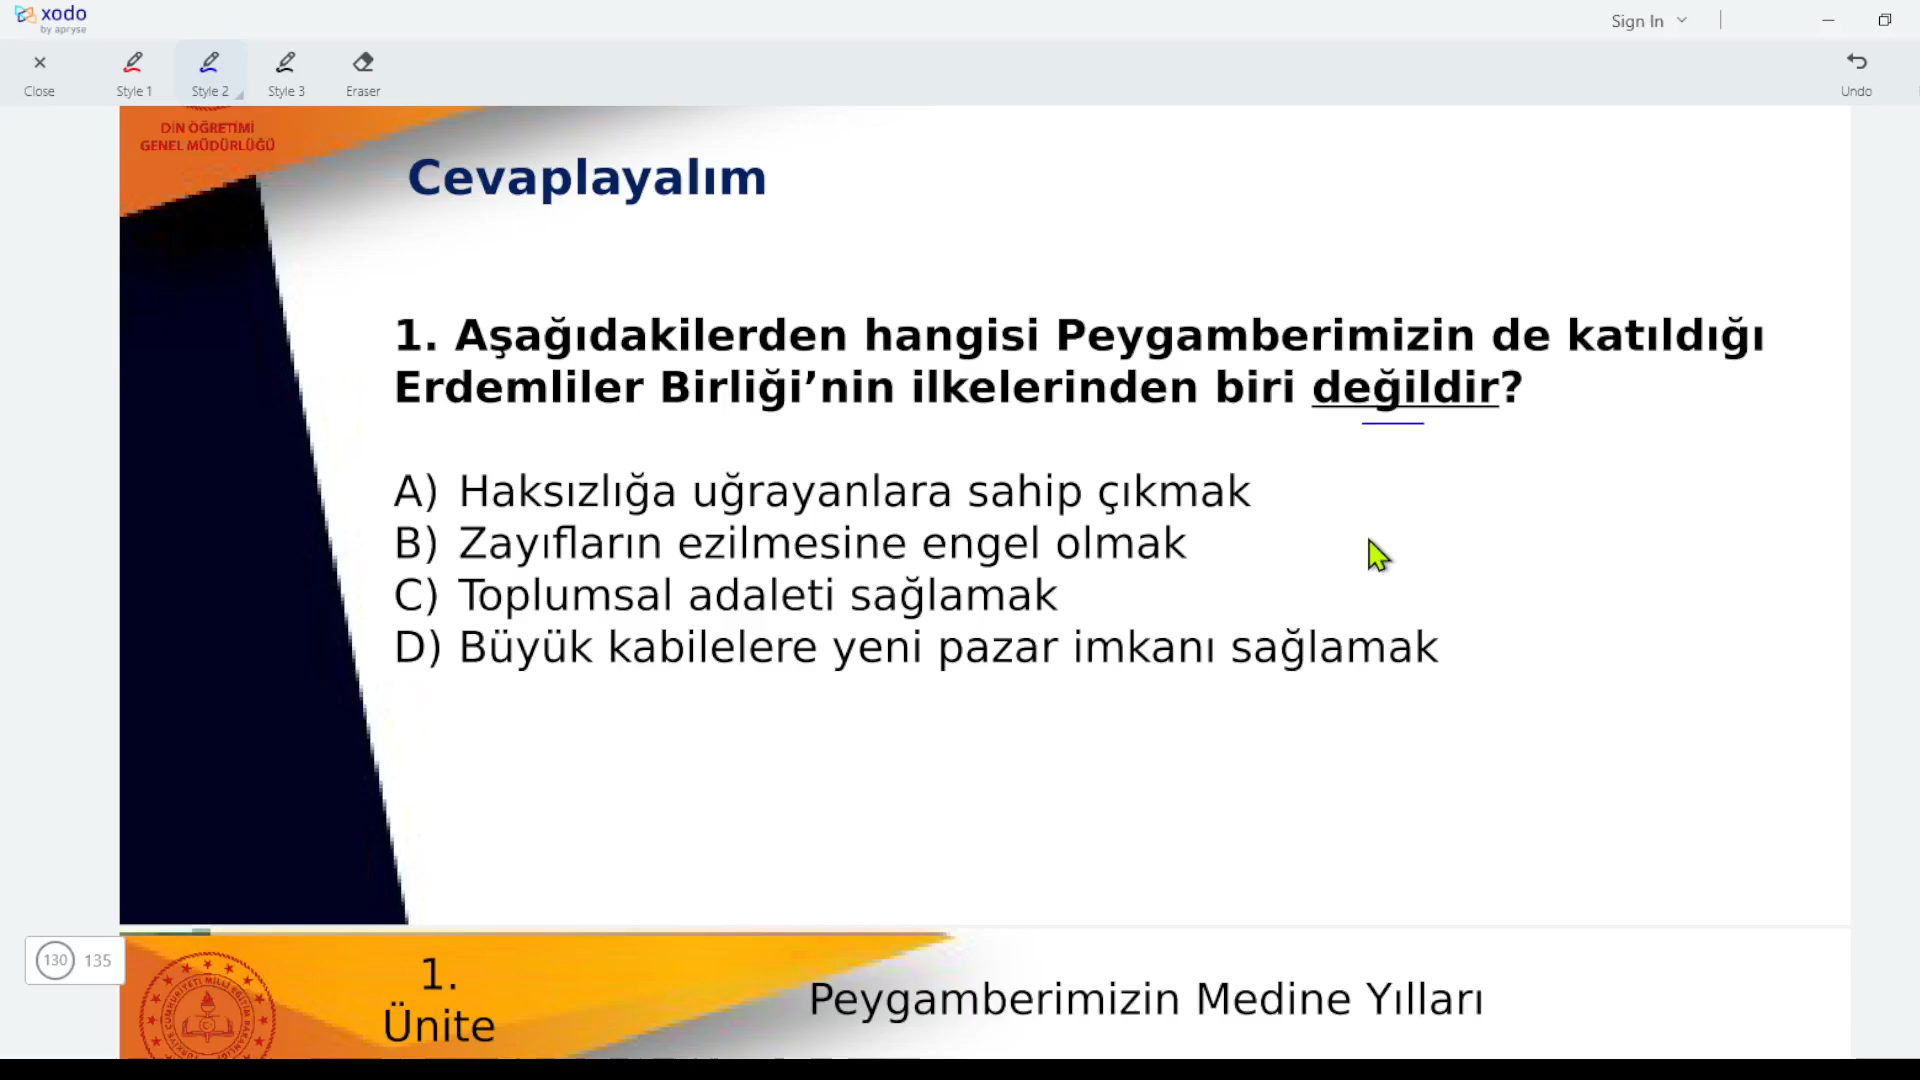 xodo
by apryse
Sign In
Close
Style 1
Style 2
Style 3
Eraser
Undo
DİN ÖĞRETİMİ
GENEL MÜDÜRLÜĞÜ
Cevaplayalım
1. Aşağıdakilerden hangisi Peygamberimizin de katıldığı
Erdemliler Birliği’nin ilkelerinden biri değildir?
A) Haksızlığa uğrayanlara sahip çıkmak
B) Zayıfların ezilmesine engel olmak
C) Toplumsal adaleti sağlamak
D) Büyük kabilelere yeni pazar imkanı sağlamak
130 135
1.
Ünite
Peygamberimizin Medine Yılları